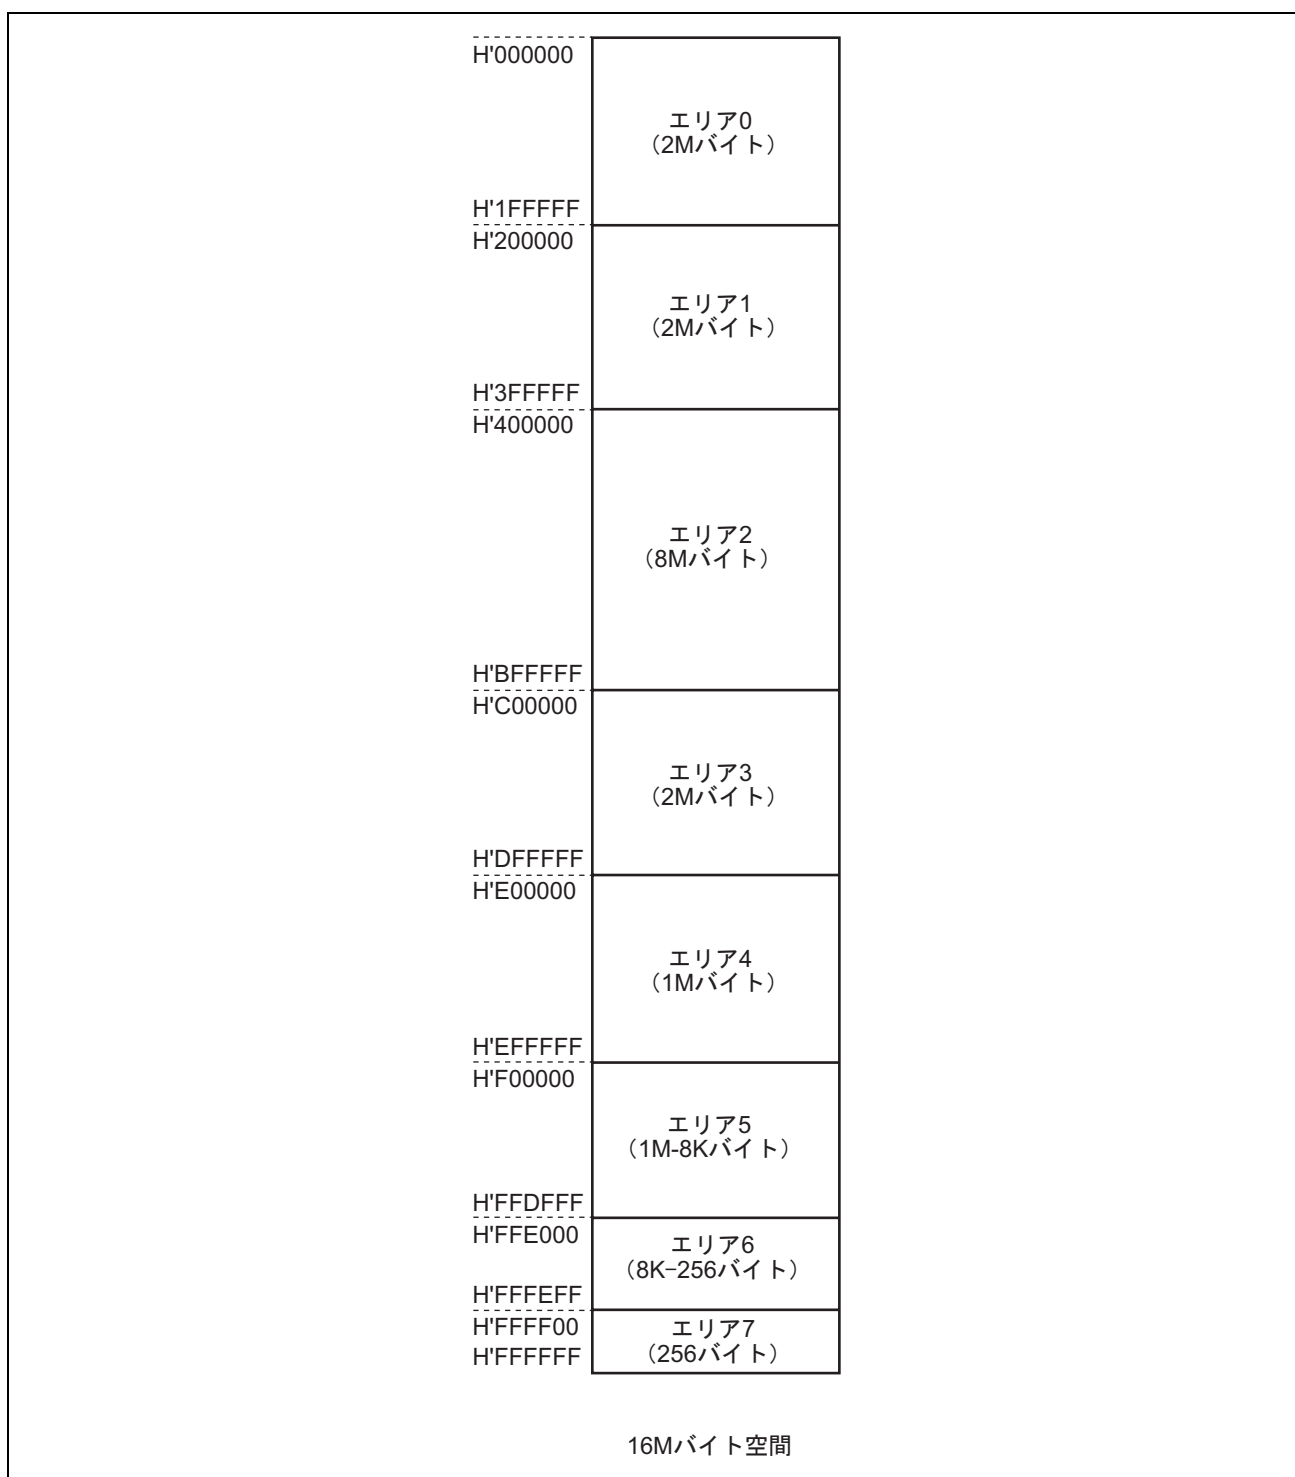 H'000000
エリア0
（2Mバイト）
H'1FFFFF
H'200000
エリア1
（2Mバイト）
H'3FFFFF
H'400000
エリア2
（8Mバイト）
H'BFFFFF
H'C00000
エリア3
（2Mバイト）
H'DFFFFF
H'E00000
エリア4
（1Mバイト）
H'EFFFFF
H'F00000
エリア5
（1M-8Kバイト）
H'FFDFFF
H'FFE000
エリア6
（8K−256バイト）
H'FFFEFF
H'FFFF00
エリア7
（256バイト）
H'FFFFFF
16Mバイト空間